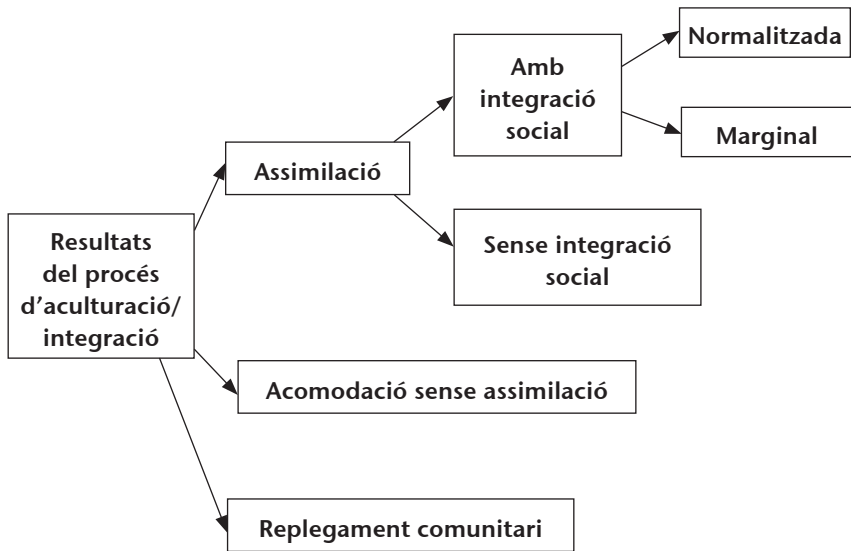 Resultats
del procés
d’aculturació/
integració
Assimilació
Amb
integració
social
Normalitzada
Marginal
Sense integració
social
Acomodació sense assimilació
Replegament comunitari